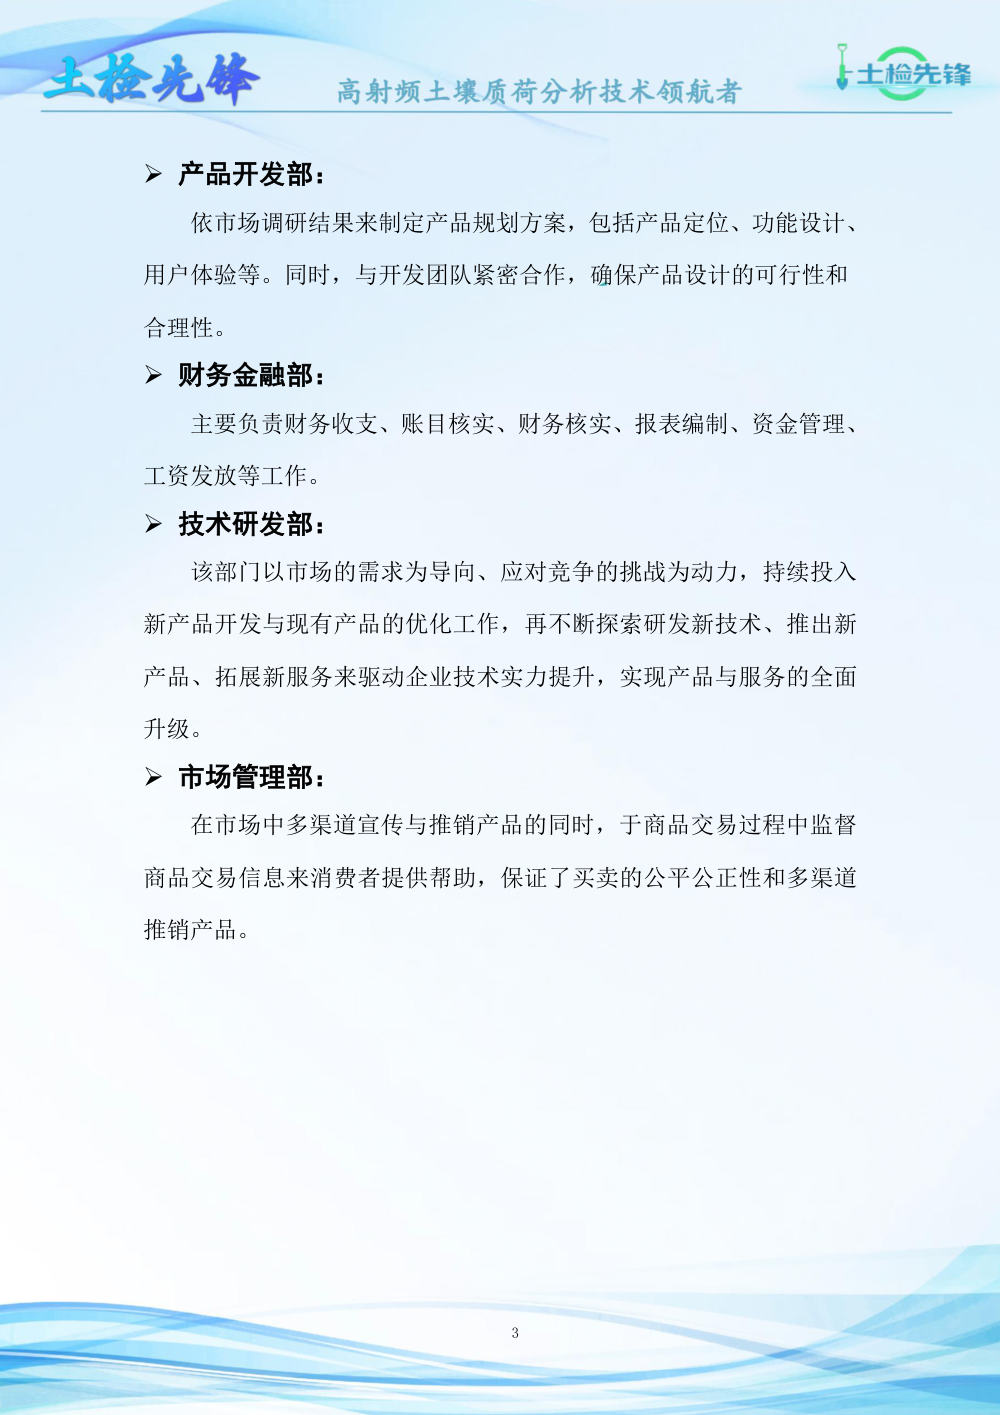 土检先锋
高射频土壤质荷分析技术领航者
土检先锋
➢ 产品开发部：
依市场调研结果来制定产品规划方案，包括产品定位、功能设计、
用户体验等。同时，与开发团队紧密合作，确保产品设计的可行性和
合理性。
➢ 财务金融部：
主要负责财务收支、账目核实、财务核实、报表编制、资金管理、
工资发放等工作。
➢ 技术研发部：
该部门以市场的需求为导向、应对竞争的挑战为动力，持续投入
新产品开发与现有产品的优化工作，再不断探索研发新技术、推出新
产品、拓展新服务来驱动企业技术实力提升，实现产品与服务的全面
升级。
➢ 市场管理部：
在市场中多渠道宣传与推销产品的同时，于商品交易过程中监督
商品交易信息来消费者提供帮助，保证了买卖的公平公正性和多渠道
推销产品。
3